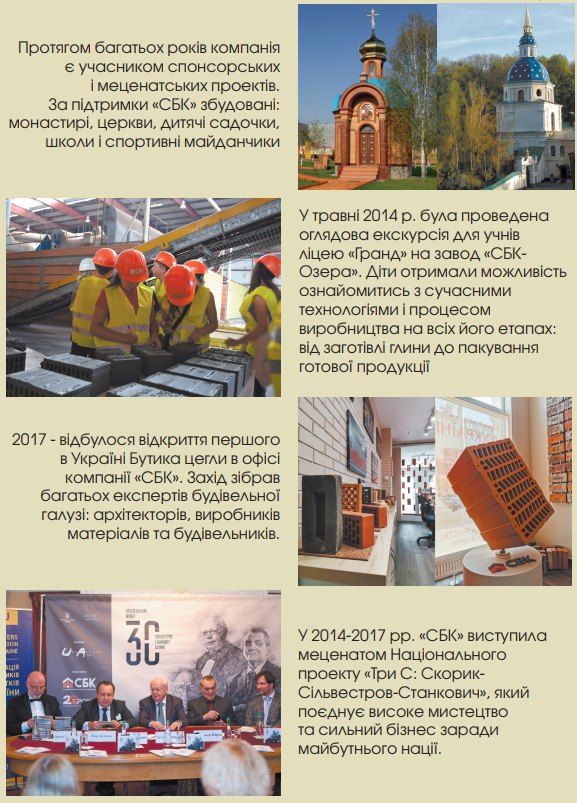 Протягом багатьох років компанія
є учасником спонсорських
і меценатських проектів.
За підтримки «СБК» збудовані:
монастирі, церкви, дитячі садочки,
школи і спортивні майданчики
У травні 2014 р. була проведена
оглядова екскурсія для учнів
ліцею «Гранд» на завод «СБК-
Озера». Діти отримали можливість
ознайомитись з сучасними
технологіями і процесом
виробництва на всіх його етапах:
від заготівлі глини до пакування
готової продукції
2017 - відбулося відкриття першого
в Україні Бутика цегли в офісі
компанії «СБК». Захід зібрав
багатьох експертів будівельної
галузі: архітекторів, виробників
матеріалів та будівельників.
СБК
3С
СБК
У 2014-2017 рр. «СБК» виступила
меценатом Національного
проекту «Три С: Скорик-
Сільвестров-Станкович», який
поєднує високе мистецтво
та сильний бізнес заради
майбутнього нації.